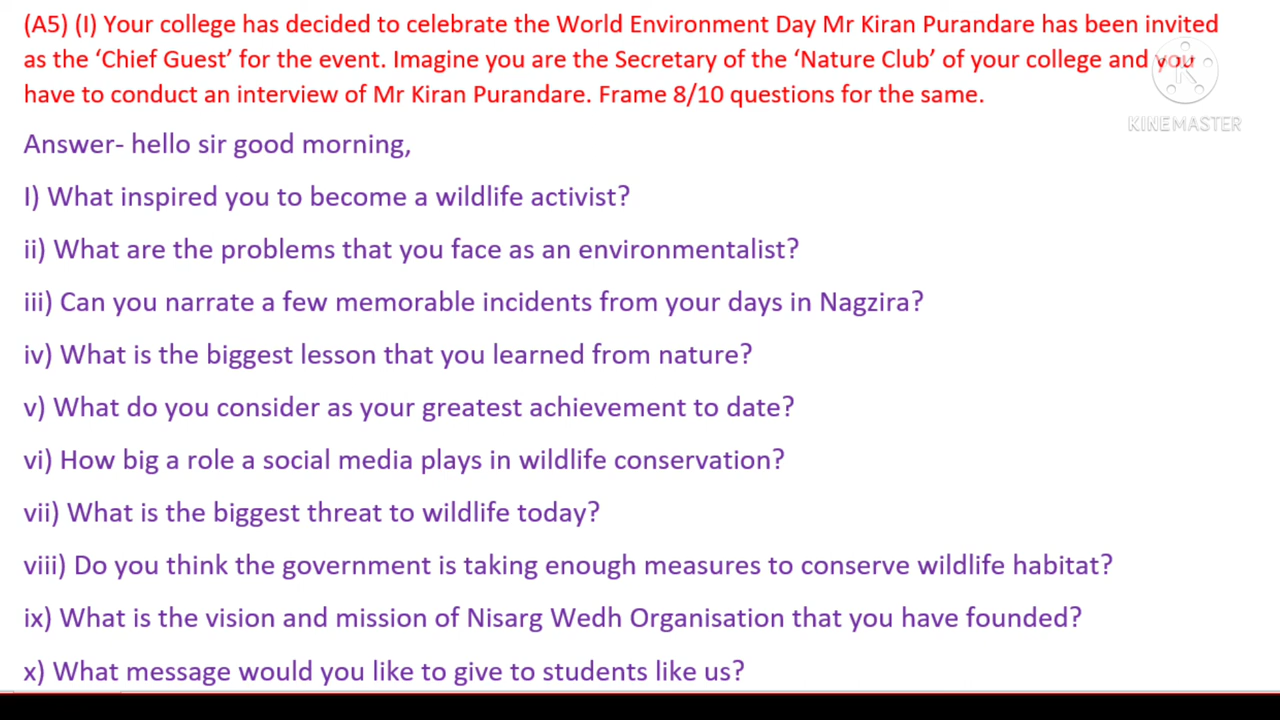 (A5) (I) Your college has decided to celebrate the World Environment Day Mr Kiran Purandare has been invited
as the ‘Chief Guest’ for the event. Imagine you are the Secretary of the ‘Nature Club’ of your college and you
have to conduct an interview of Mr Kiran Purandare. Frame 8/10 questions for the same.
K
KINEMASTER
Answer- hello sir good morning,
I) What inspired you to become a wildlife activist?
ii) What are the problems that you face as an environmentalist?
iii) Can you narrate a few memorable incidents from your days in Nagzira?
iv) What is the biggest lesson that you learned from nature?
v) What do you consider as your greatest achievement to date?
vi) How big a role a social media plays in wildlife conservation?
vii) What is the biggest threat to wildlife today?
viii) Do you think the government is taking enough measures to conserve wildlife habitat?
ix) What is the vision and mission of Nisarg Wedh Organisation that you have founded?
x) What message would you like to give to students like us?